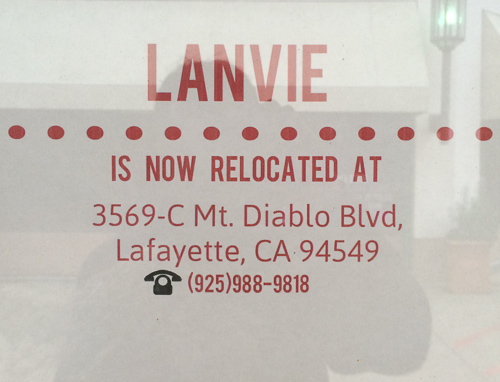 LANVIE
IS NOW RELOCATED AT
3569-C Mt. Diablo Blvd,
Lafayette, CA 94549
(925)988-9818